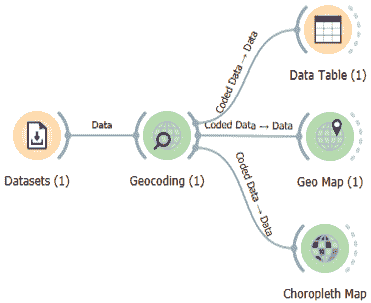 Coded Data → Data
Data Table (1)
Data
Coded Data → Data
Datasets (1)
Geocoding (1)
Geo Map (1)
Coded Data → Data
Choropleth Map